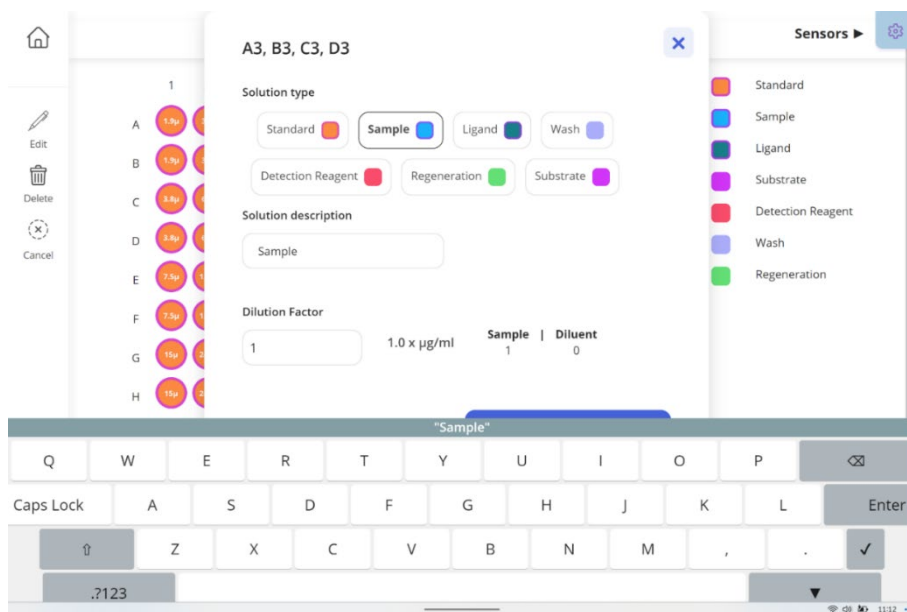 Sensors ▶
A3, B3, C3, D3
Solution type
Standard
Sample
Ligand
Wash
Detection Reagent
Regeneration
Substrate
Solution description
Sample
Dilution Factor
1
1.0 x µg/ml
Sample | Diluent
1 0
Edit
Delete
Cancel
1
A 1.9µ
B 1.9µ
C 3.8µ
D 3.8µ
E 7.5µ
F 7.5µ
G 15µ
H 15µ
Standard
Sample
Ligand
Substrate
Detection Reagent
Wash
Regeneration
"Sample"
Q W E R T Y U I O P
Caps Lock A S D F G H J K L Enter
Z X C V B N M , .
.?123
11:12